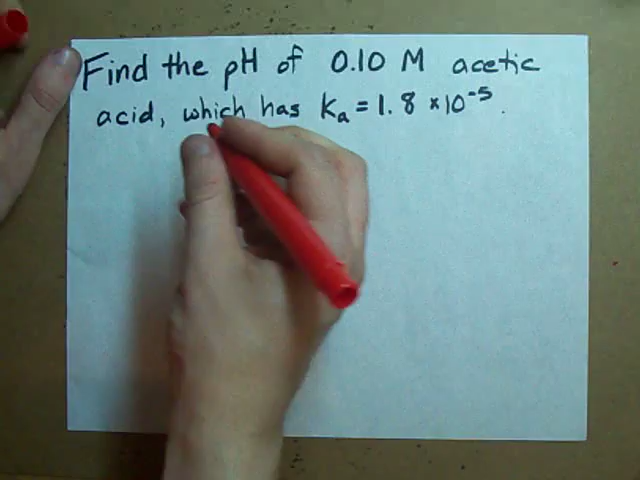 Find the pH of 0.10 M acetic
acid, which has Ka = 1.8 × 10⁻⁵.